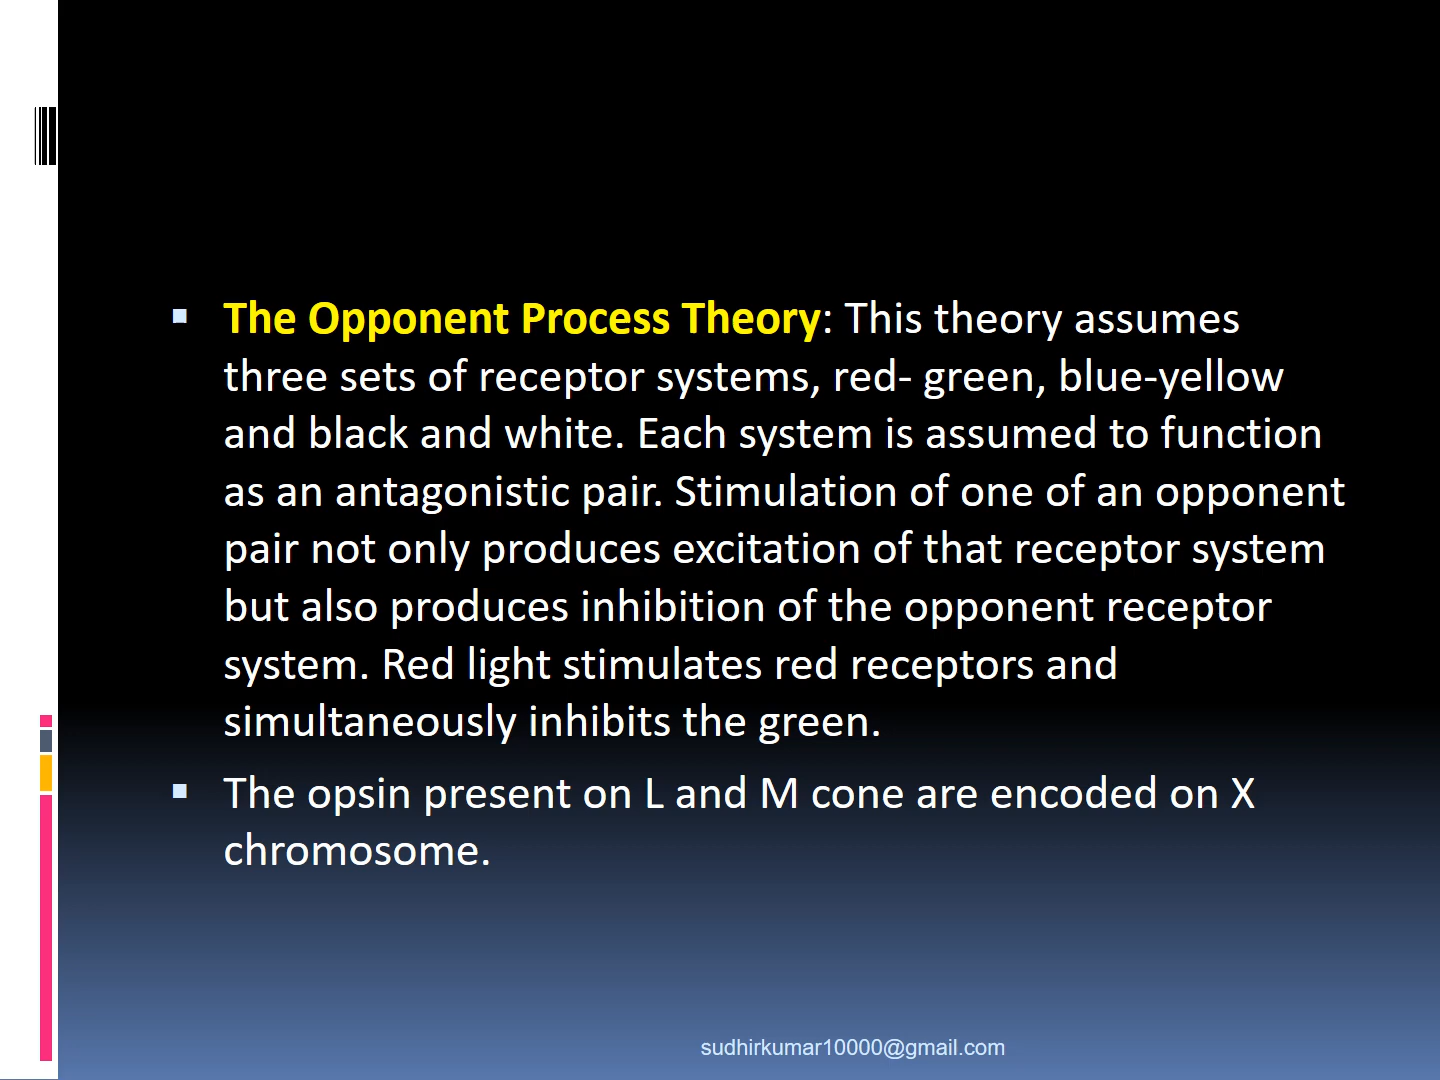 ▪ The Opponent Process Theory: This theory assumes
three sets of receptor systems, red- green, blue-yellow
and black and white. Each system is assumed to function
as an antagonistic pair. Stimulation of one of an opponent
pair not only produces excitation of that receptor system
but also produces inhibition of the opponent receptor
system. Red light stimulates red receptors and
simultaneously inhibits the green.
▪ The opsin present on L and M cone are encoded on X
chromosome.
sudhirkumar10000@gmail.com